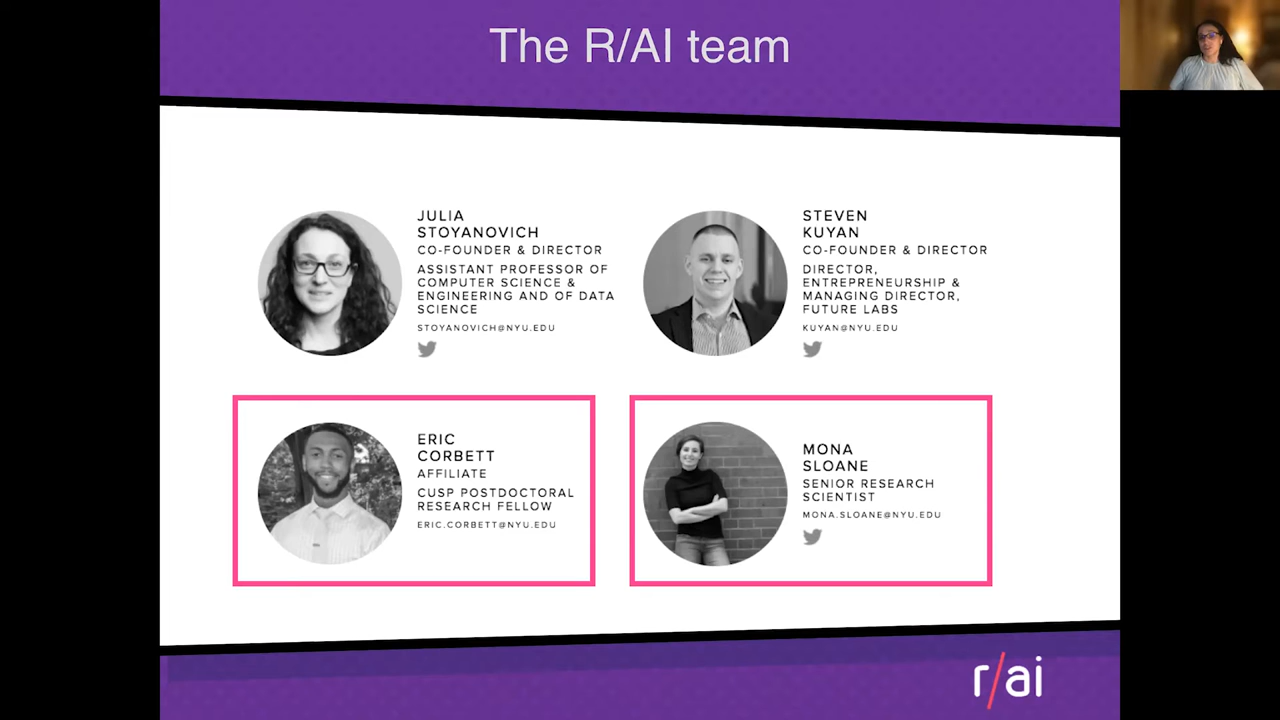 The R/AI team
JULIA
STOYANOVICH
CO-FOUNDER & DIRECTOR
ASSISTANT PROFESSOR OF
COMPUTER SCIENCE &
ENGINEERING AND OF DATA
SCIENCE
STOYANOVICH@NYU.EDU
STEVEN
KUYAN
CO-FOUNDER & DIRECTOR
DIRECTOR,
ENTREPRENEURSHIP &
MANAGING DIRECTOR,
FUTURE LABS
KUYAN@NYU.EDU
ERIC
CORBETT
AFFILIATE
CUSP POSTDOCTORAL
RESEARCH FELLOW
ERIC.CORBETT@NYU.EDU
MONA
SLOANE
SENIOR RESEARCH
SCIENTIST
MONA.SLOANE@NYU.EDU
r/ai